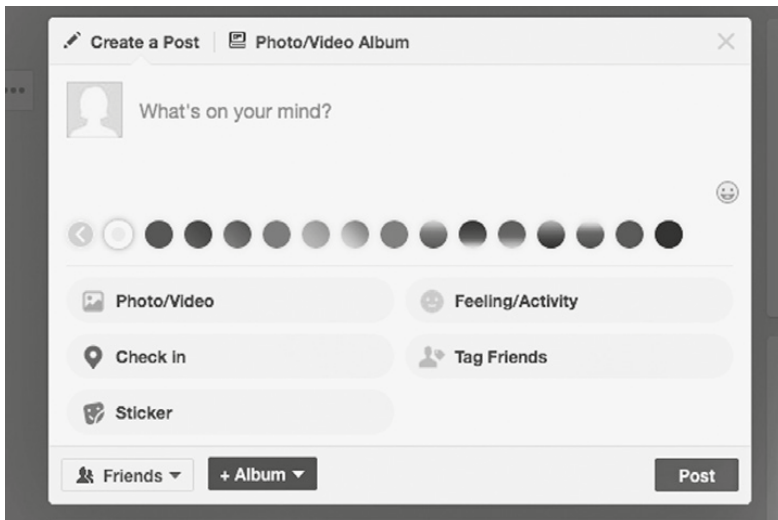 Create a Post Photo/Video Album
What's on your mind?
Photo/Video Feeling/Activity
Check in Tag Friends
Sticker
Friends + Album Post